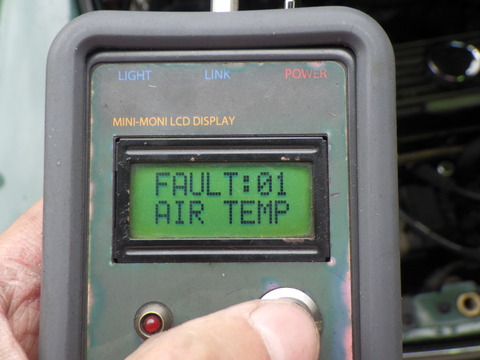 LIGHT LINK POWER
MINI-MONI LCD DISPLAY
FAULT:01
AIR TEMP